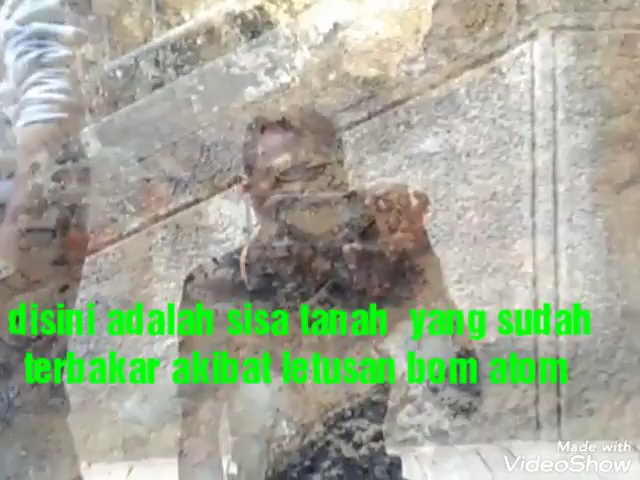 disini adalah sisa tanah yang sudah
terbakar akibat letusan bom atom
Made with
VideoShow